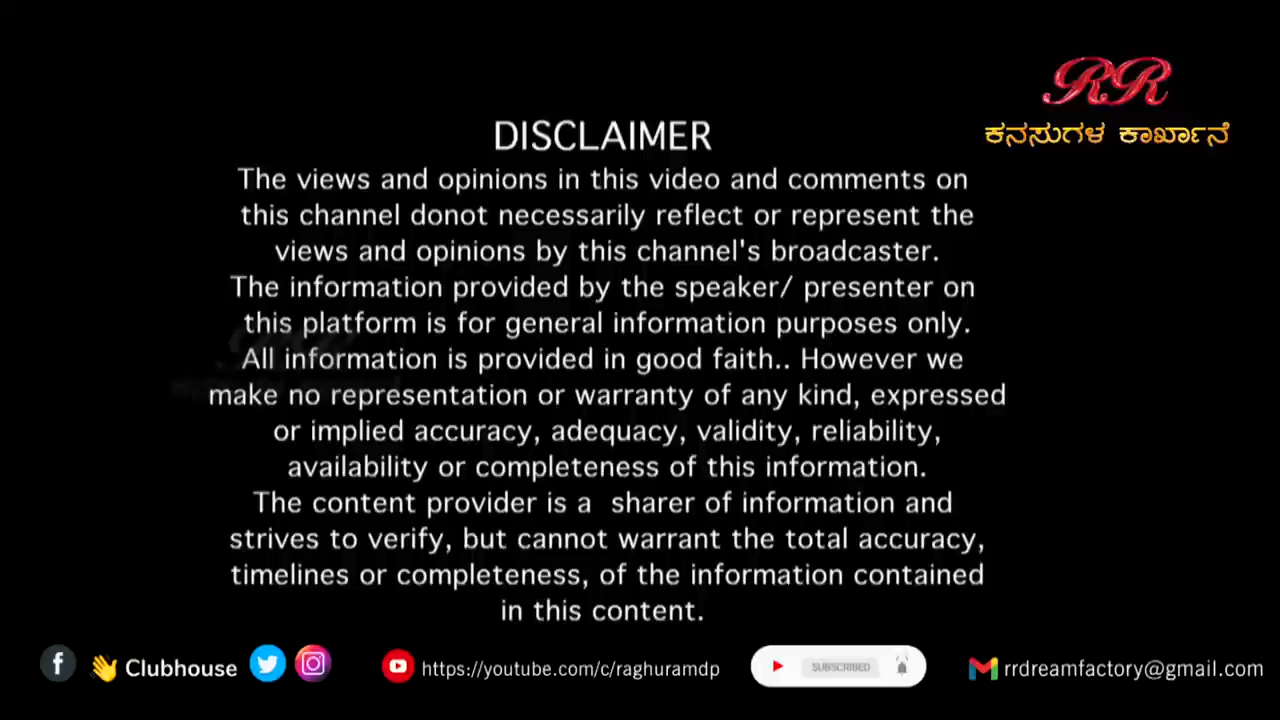 RR
ಕನಸುಗಳ ಕಾರ್ಖಾನೆ
DISCLAIMER
The views and opinions in this video and comments on
this channel donot necessarily reflect or represent the
views and opinions by this channel's broadcaster.
The information provided by the speaker/ presenter on
this platform is for general information purposes only.
All information is provided in good faith.. However we
make no representation or warranty of any kind, expressed
or implied accuracy, adequacy, validity, reliability,
availability or completeness of this information.
The content provider is a  sharer of information and
strives to verify, but cannot warrant the total accuracy,
timelines or completeness, of the information contained
in this content.
Clubhouse https://youtube.com/c/raghuramdp SUBSCRIBED rrdreamfactory@gmail.com